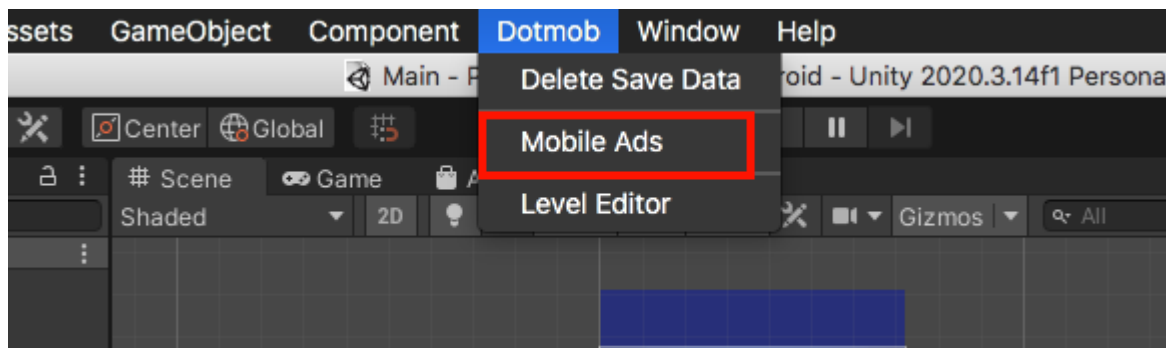 ssets GameObject Component Dotmob Window Help
Main - P
Delete Save Data
roid - Unity 2020.3.14f1 Persona
Center Global
Mobile Ads
# Scene Game A
Level Editor
Shaded 2D Gizmos All